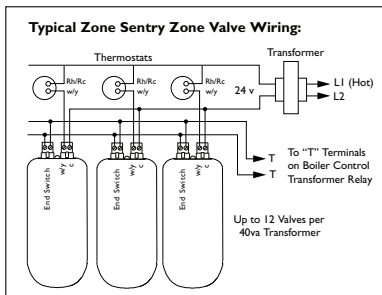 Typical Zone Sentry Zone Valve Wiring:
Thermostats
Transformer
Rh/Rc
w/y
Rh/Rc
w/y
Rh/Rc
w/y
24 v
L1 (Hot)
L2
End Switch
w/y
c
End Switch
w/y
c
End Switch
w/y
c
T
T
To “T” Terminals
on Boiler Control
Transformer Relay
Up to 12 Valves per
40va Transformer